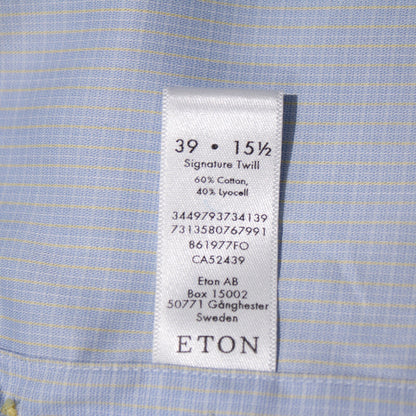 39 • 15½
Signature Twill
60% Cotton,
40% Lyocell
3449793734139
7313580767991
861977FO
CA52439
Eton AB
Box 15002
50771 Gånghester
Sweden
ETON